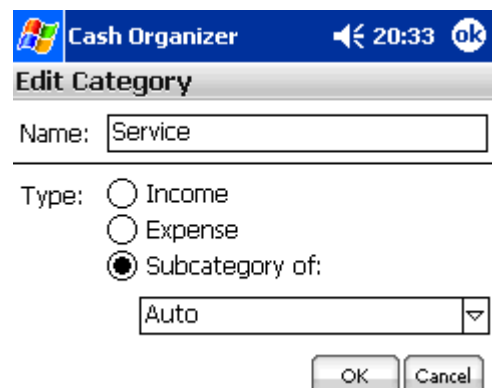 Cash Organizer 20:33 ok
Edit Category
Name: Service
Type: Income
Expense
Subcategory of:
Auto
OK Cancel